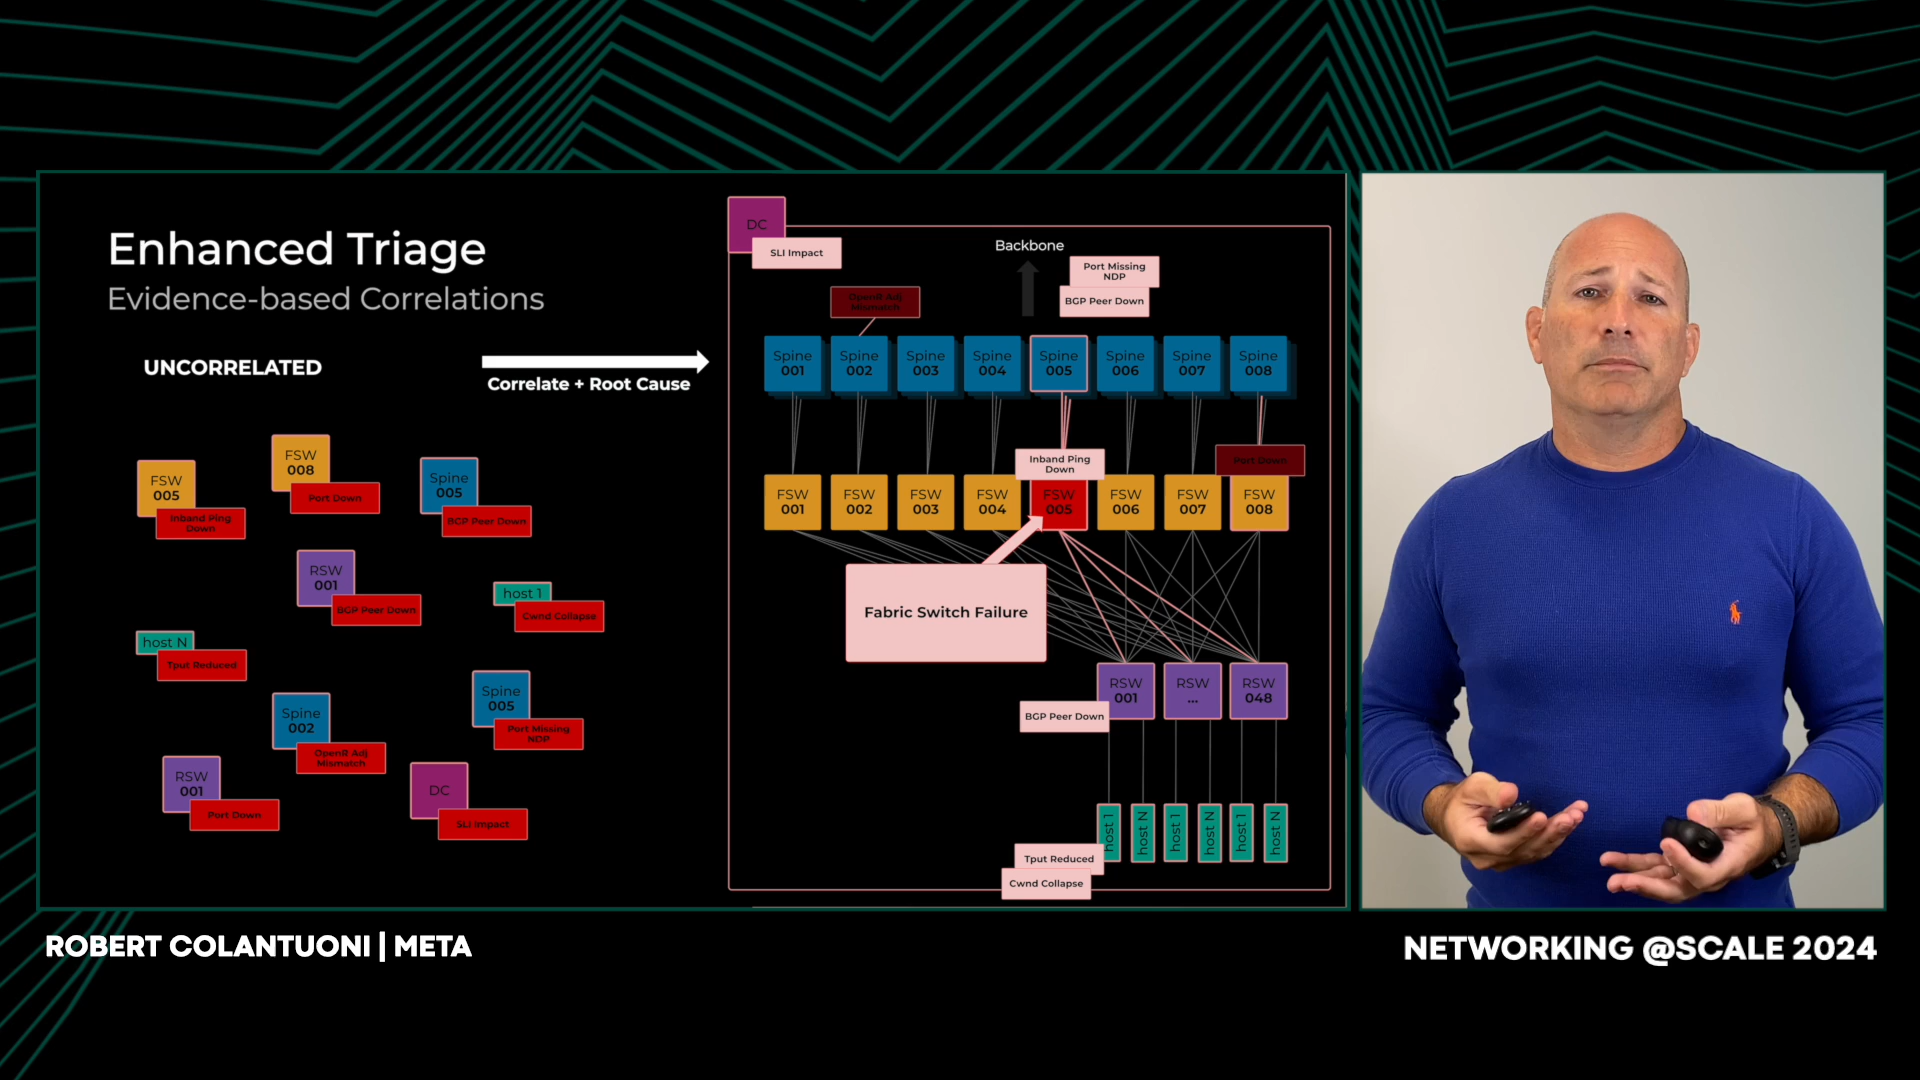 Enhanced Triage
Evidence-based Correlations
UNCORRELATED
Correlate + Root Cause
FSW
005
Inband Ping
Down
FSW
008
Port Down
Spine
005
BGP Peer Down
RSW
001
BGP Peer Down
host 1
Cwnd Collapse
host N
Tput Reduced
Spine
002
OpenR Adj
Mismatch
Spine
005
Port Missing
NDP
RSW
001
Port Down
DC
SLI Impact
DC
SLI Impact
Backbone
Port Missing
NDP
BGP Peer Down
OpenR Adj
Mismatch
Spine
001
Spine
002
Spine
003
Spine
004
Spine
005
Spine
006
Spine
007
Spine
008
Inband Ping
Down
Port Down
FSW
001
FSW
002
FSW
003
FSW
004
FSW
005
FSW
006
FSW
007
FSW
008
Fabric Switch Failure
RSW
001
RSW
...
RSW
048
BGP Peer Down
host 1
host N
host 1
host N
host 1
host N
Tput Reduced
Cwnd Collapse
ROBERT COLANTUONI | META
NETWORKING @SCALE 2024